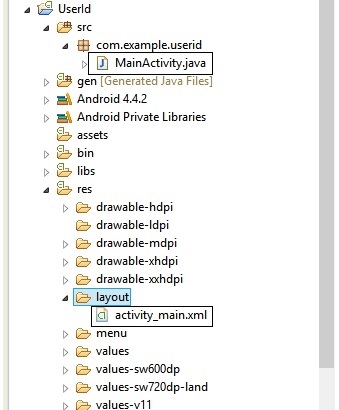 UserId
src
com.example.userid
MainActivity.java
gen [Generated Java Files]
Android 4.4.2
Android Private Libraries
assets
bin
libs
res
drawable-hdpi
drawable-ldpi
drawable-mdpi
drawable-xhdpi
drawable-xxhdpi
layout
activity_main.xml
menu
values
values-sw600dp
values-sw720dp-land
values-v11